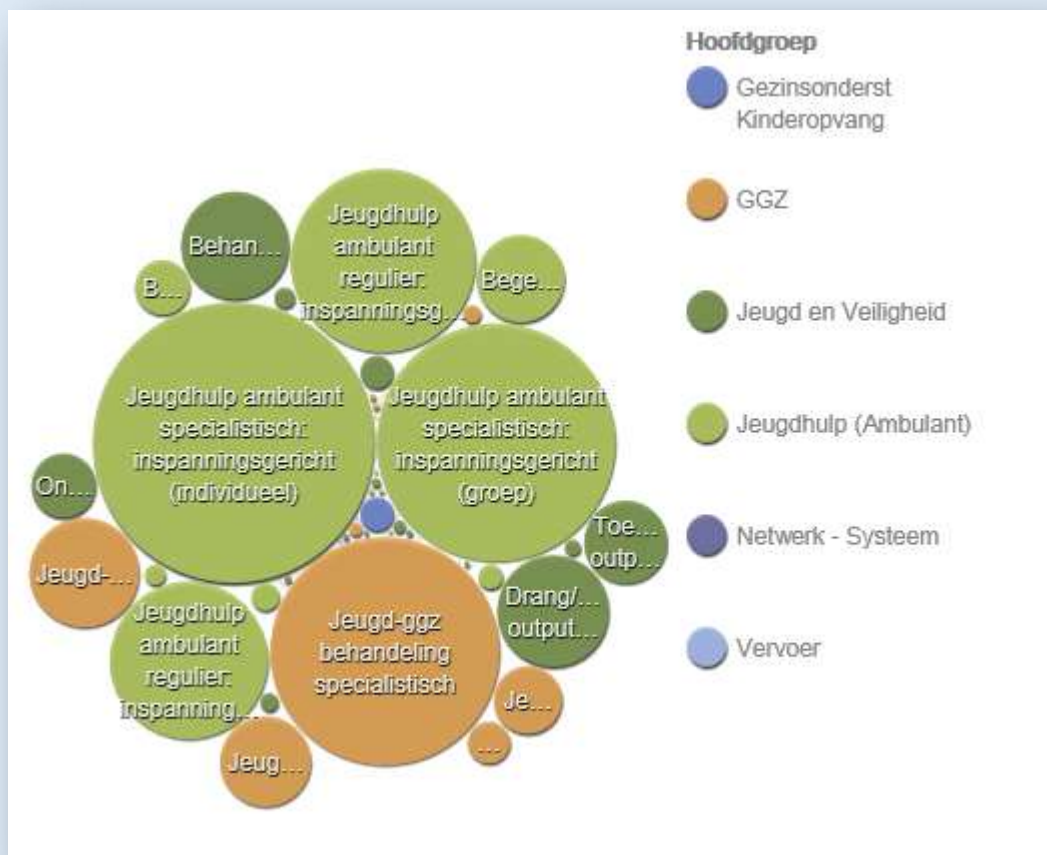 Hoofdgroep
Gezinsonderst
Kinderopvang
GGZ
Jeugd en Veiligheid
Jeugdhulp (Ambulant)
Netwerk - Systeem
Vervoer
Jeugdhulp
ambulant
regulier:
inspanningsg...
Behan...
B...
Bege...
Jeugdhulp ambulant
specialistisch:
inspanningsgericht
(individueel)
Jeugdhulp ambulant
specialistisch:
inspanningsgericht
(groep)
On...
Jeugd-...
Toe...
outp...
Drang/...
output...
Jeugdhulp
ambulant
regulier:
inspanning...
Jeugd-ggz
behandeling
specialistisch
Je...
...
Jeug...